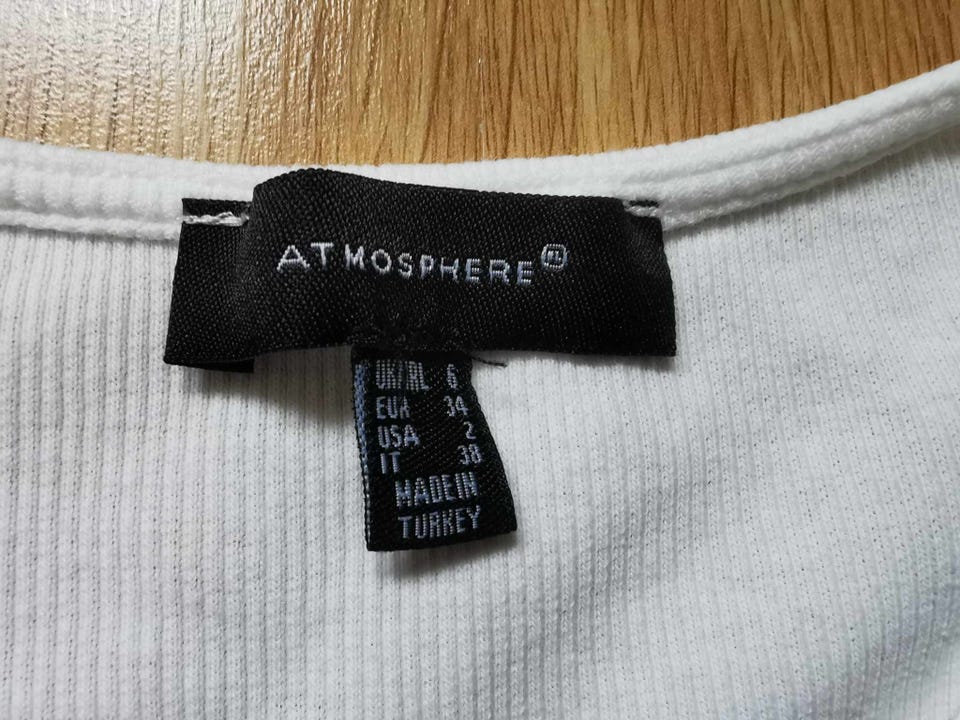 ATMOSPHERE®
UK/IRL 6
EUR 34
USA 2
IT 38
MADE IN
TURKEY